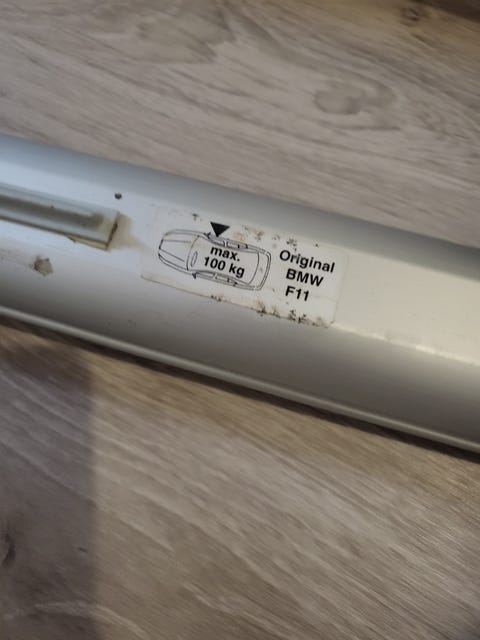 max.
100 kg
Original
BMW
F11